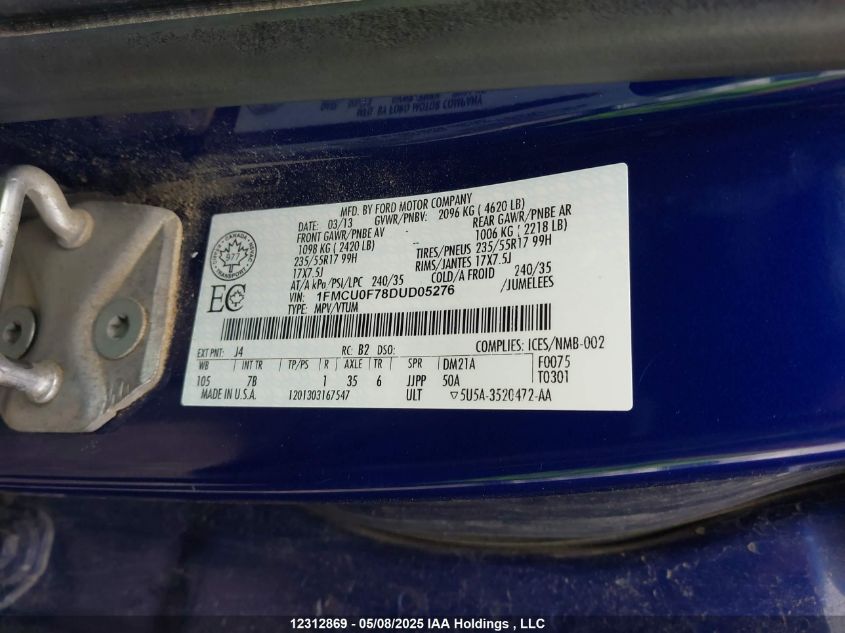 MFD. BY FORD MOTOR COMPANY
DATE: 03/13 GVWR/PNBV: 2096 KG ( 4620 LB)
FRONT GAWR/PNBE AV REAR GAWR/PNBE AR
1098 KG ( 2420 LB) 1006 KG ( 2218 LB)
235/55R17 99H TIRES/PNEUS 235/55R17 99H
17X7.5J RIMS/JANTES 17X7.5J
AT/A kPa/PSI/LPC 240/35 COLD/A FROID 240/35
VIN: 1FMCU0F78DUD05276 /JUMELEES
TYPE: MPV/VTUM
CANADA
977
TRANSPORT
EC
EXT PNT: J4 RC: B2 DSO: COMPLIES: ICES/NMB-002
WB INT TR TP/PS R AXLE TR SPR DM21A F0075
105 7B 1 35 6 JJPP 50A T0301
MADE IN U.S.A. 1201303167547 ULT ▽5U5A-3520472-AA
12312869 - 05/08/2025 IAA Holdings , LLC